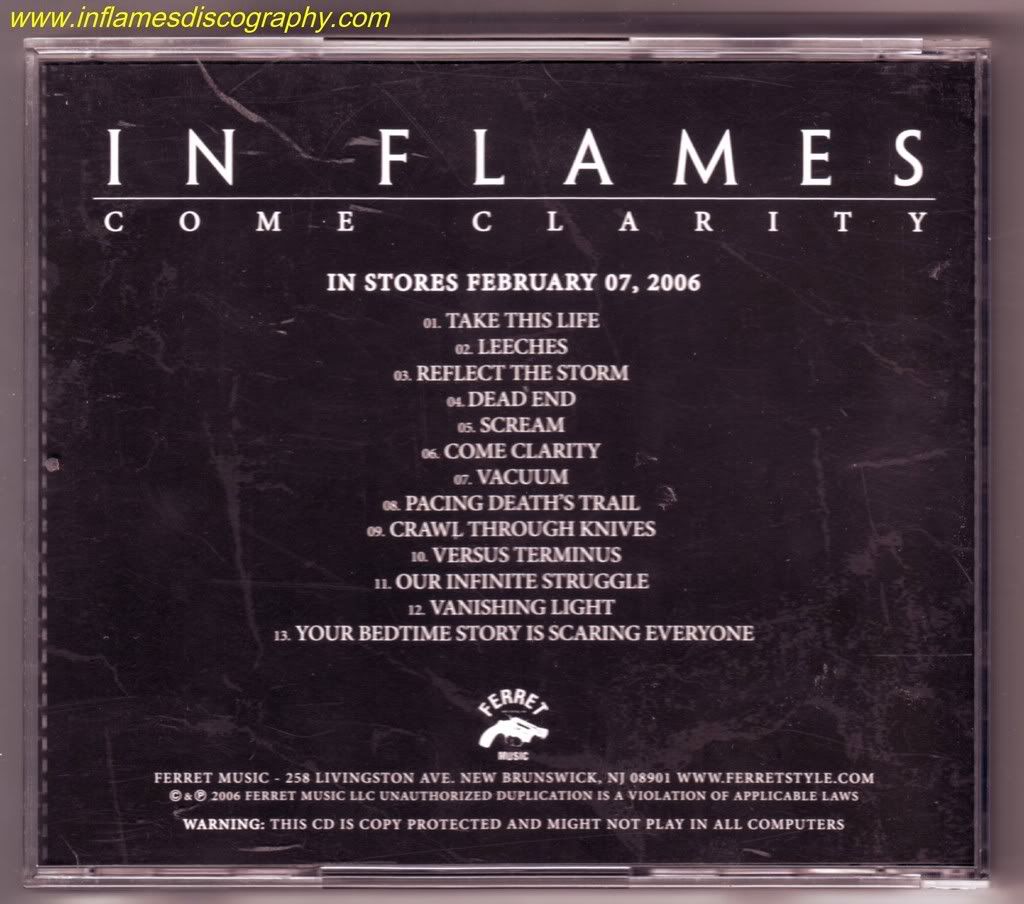 www.inflamesdiscography.com
IN FLAMES
COME CLARITY
IN STORES FEBRUARY 07, 2006
01. TAKE THIS LIFE
02. LEECHES
03. REFLECT THE STORM
04. DEAD END
05. SCREAM
06. COME CLARITY
07. VACUUM
08. PACING DEATH'S TRAIL
09. CRAWL THROUGH KNIVES
10. VERSUS TERMINUS
11. OUR INFINITE STRUGGLE
12. VANISHING LIGHT
13. YOUR BEDTIME STORY IS SCARING EVERYONE
FERRET
MUSIC
FERRET MUSIC - 258 LIVINGSTON AVE. NEW BRUNSWICK, NJ 08901 WWW.FERRETSTYLE.COM
©&℗ 2006 FERRET MUSIC LLC UNAUTHORIZED DUPLICATION IS A VIOLATION OF APPLICABLE LAWS
WARNING: THIS CD IS COPY PROTECTED AND MIGHT NOT PLAY IN ALL COMPUTERS